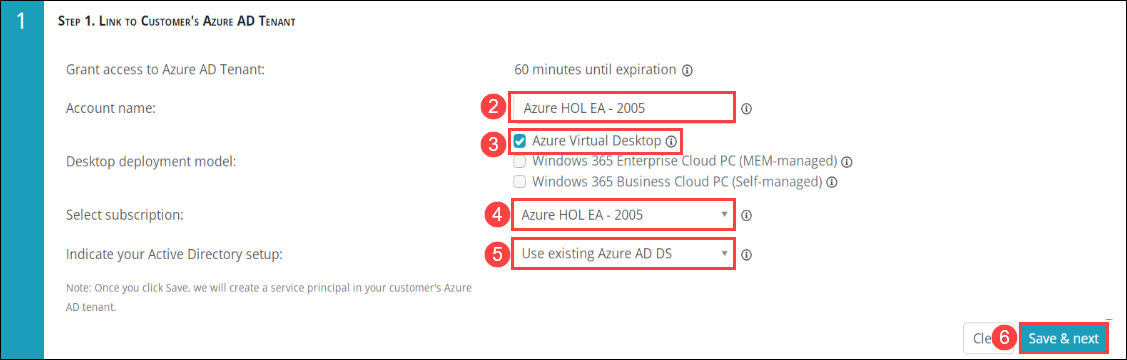 1
STEP 1. LINK TO CUSTOMER'S AZURE AD TENANT
Grant access to Azure AD Tenant: 60 minutes until expiration
Account name: 2 Azure HOL EA - 2005
3 Azure Virtual Desktop
Desktop deployment model: Windows 365 Enterprise Cloud PC (MEM-managed)
Windows 365 Business Cloud PC (Self-managed)
Select subscription: 4 Azure HOL EA - 2005
Indicate your Active Directory setup: 5 Use existing Azure AD DS
Note: Once you click Save, we will create a service principal in your customer's Azure
AD tenant.
6 Save & next